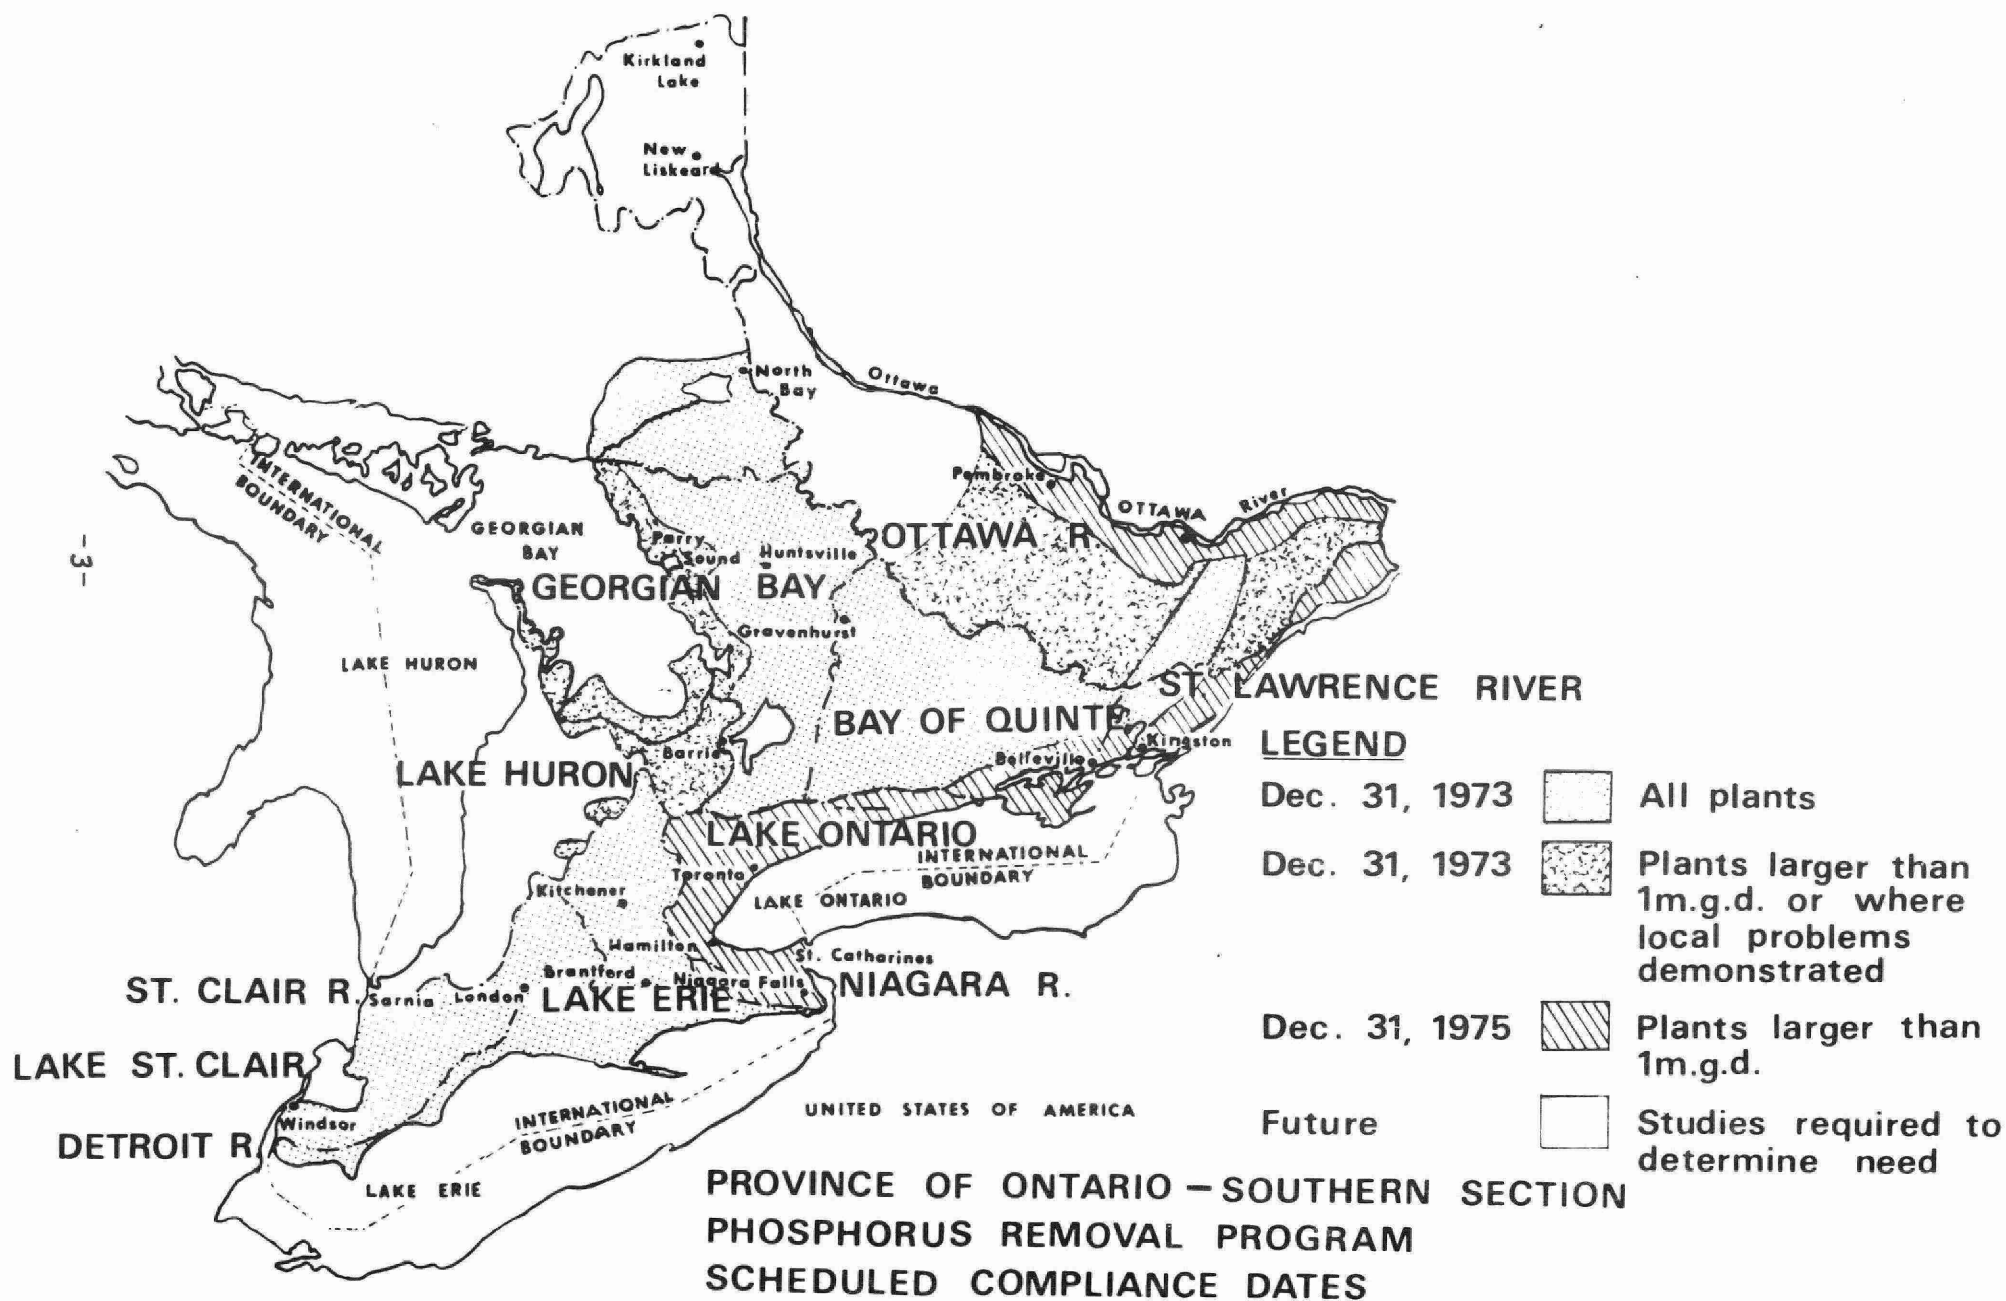 Kirkland
Lake
New
Liskeard
North
Bay
Ottawa
INTERNATIONAL
BOUNDARY
-3-
Pembroke
OTTAWA
River
GEORGIAN
BAY
OTTAWA R.
Parry
Sound
Huntsville
GEORGIAN BAY
Gravenhurst
LAKE HURON
ST. LAWRENCE RIVER
BAY OF QUINTE
Kingston
Belleville
Barrie
LAKE HURON
LEGEND
Dec. 31, 1973
All plants
Dec. 31, 1973
Plants larger than
1m.g.d. or where
local problems
demonstrated
Dec. 31, 1975
Plants larger than
1m.g.d.
Future
Studies required to
determine need
LAKE ONTARIO
INTERNATIONAL
BOUNDARY
Toronto
Kitchener
LAKE ONTARIO
Hamilton
St. Catharines
Brantford
Niagara Falls
NIAGARA R.
ST. CLAIR R.
Sarnia
London
LAKE ERIE
LAKE ST. CLAIR
Windsor
DETROIT R.
INTERNATIONAL
BOUNDARY
UNITED STATES OF AMERICA
LAKE ERIE
PROVINCE OF ONTARIO — SOUTHERN SECTION
PHOSPHORUS REMOVAL PROGRAM
SCHEDULED COMPLIANCE DATES